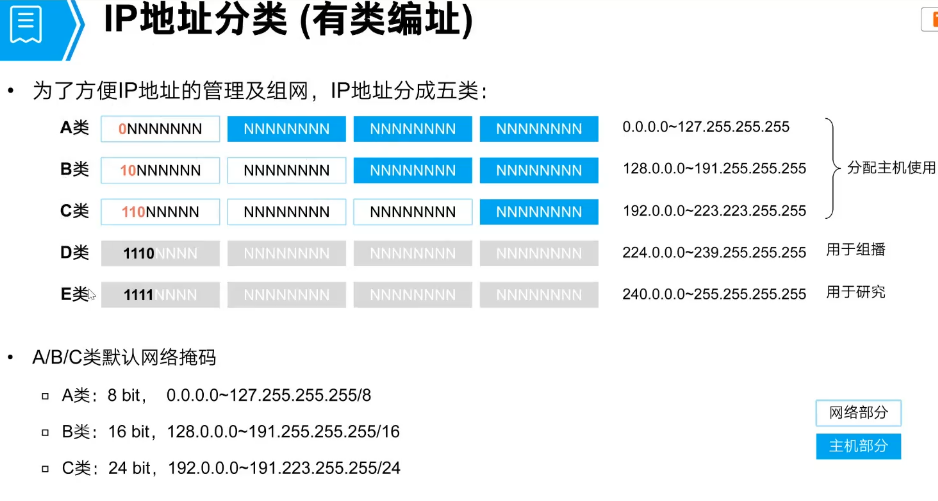 IP地址分类 (有类编址)
• 为了方便IP地址的管理及组网，IP地址分成五类：
A类 0NNNNNNN NNNNNNNN NNNNNNNN NNNNNNNN 0.0.0.0~127.255.255.255
B类 10NNNNNN NNNNNNNN NNNNNNNN NNNNNNNN 128.0.0.0~191.255.255.255 分配主机使用
C类 110NNNNN NNNNNNNN NNNNNNNN NNNNNNNN 192.0.0.0~223.223.255.255
D类 1110NNNN NNNNNNNN NNNNNNNN NNNNNNNN 224.0.0.0~239.255.255.255 用于组播
E类 1111NNNN NNNNNNNN NNNNNNNN NNNNNNNN 240.0.0.0~255.255.255.255 用于研究
• A/B/C类默认网络掩码
A类：8 bit， 0.0.0.0~127.255.255.255/8
网络部分
B类：16 bit，128.0.0.0~191.255.255.255/16
主机部分
C类：24 bit，192.0.0.0~191.223.255.255/24